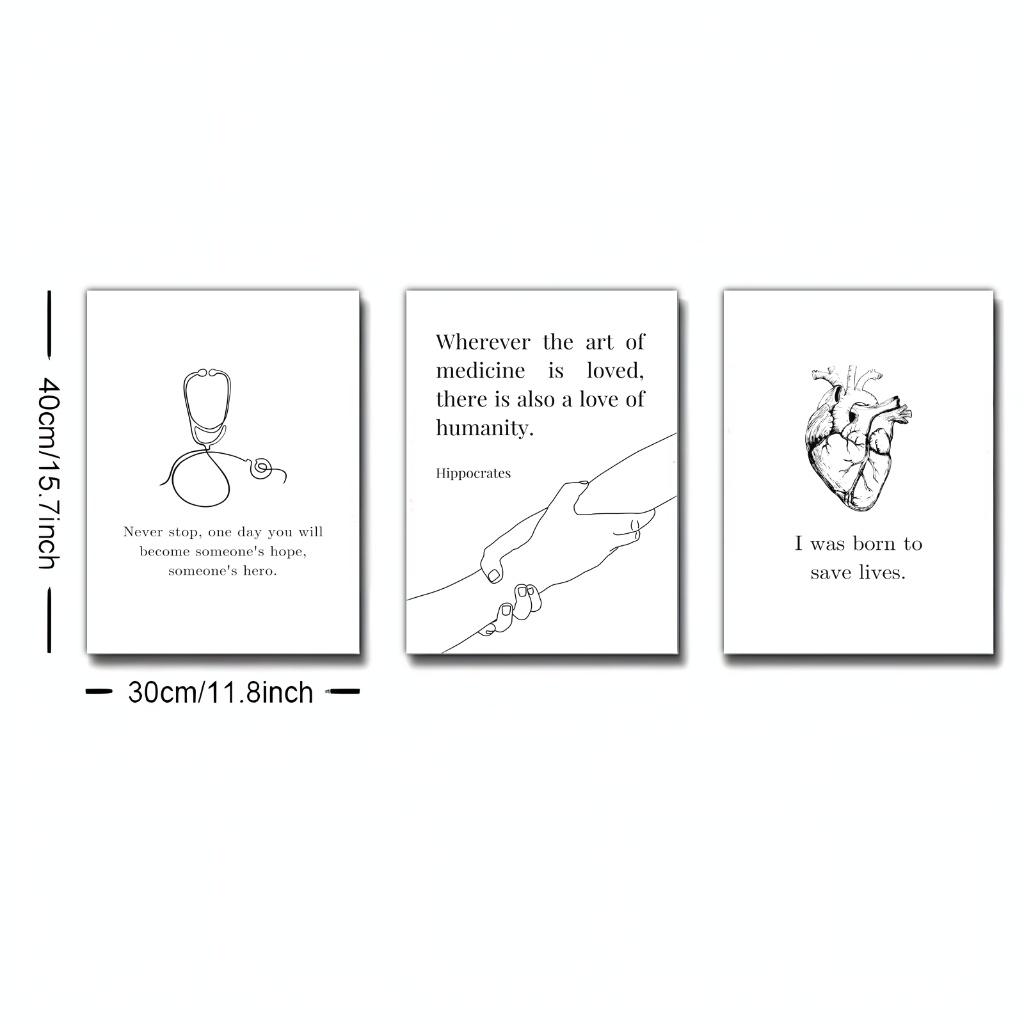 40cm/15.7inch
Never stop, one day you will
become someone's hope,
someone's hero.
30cm/11.8inch
Wherever the art of
medicine is loved,
there is also a love of
humanity.
Hippocrates
I was born to
save lives.